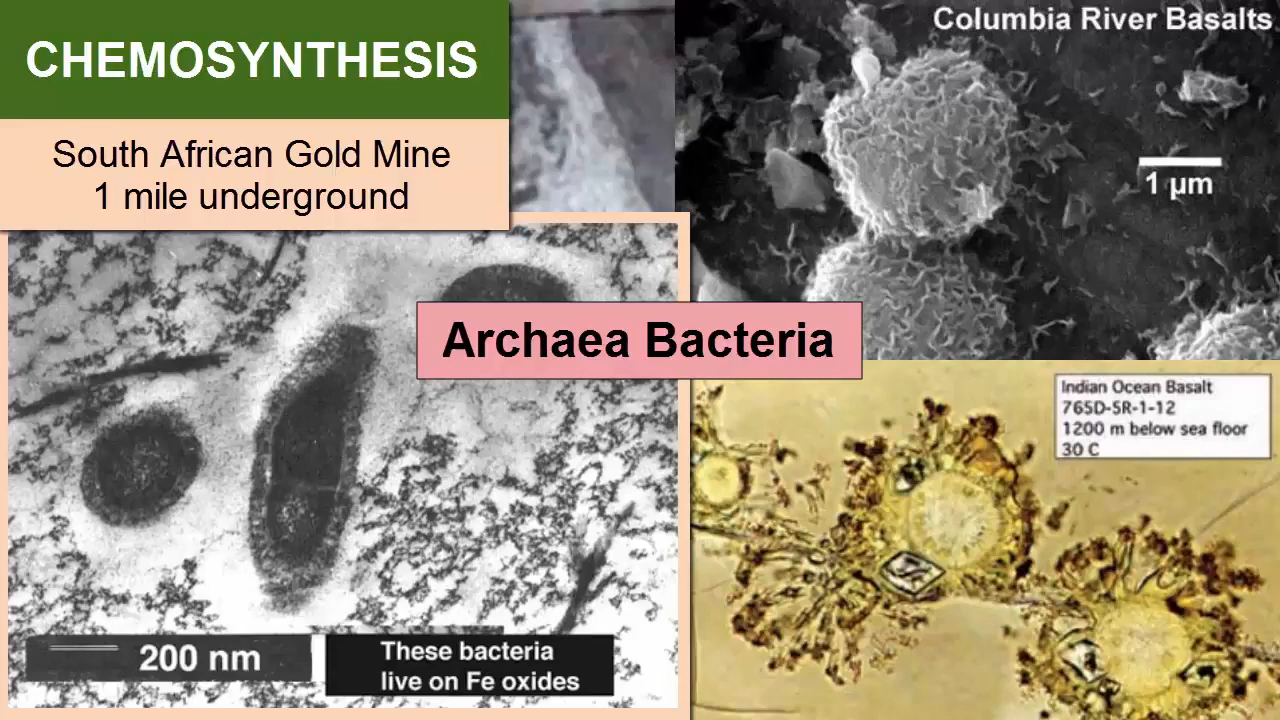 CHEMOSYNTHESIS
South African Gold Mine
1 mile underground
Columbia River Basalts
1 µm
Archaea Bacteria
Indian Ocean Basalt
765D-5R-1-12
1200 m below sea floor
30 C
200 nm
These bacteria
live on Fe oxides